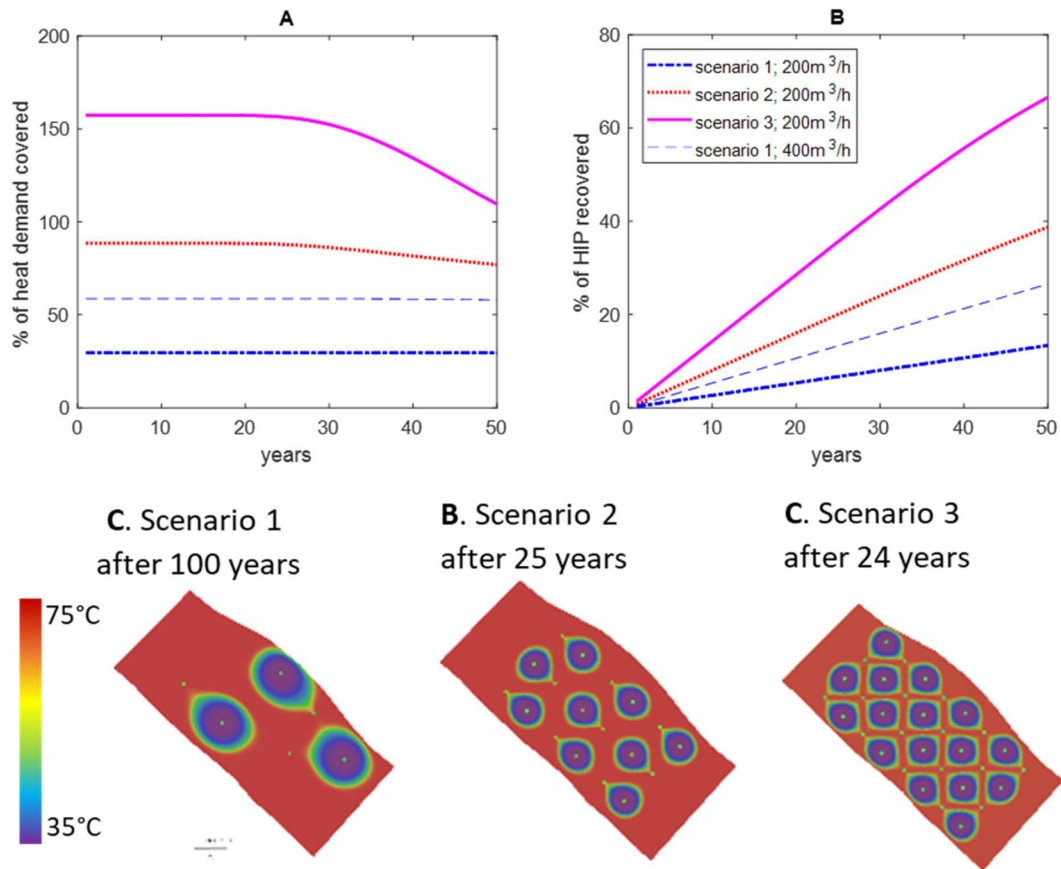 A
200
150
100
50
0
0
10
20
30
40
50
% of heat demand covered
years
B
80
60
40
20
0
0
10
20
30
40
50
% of HIP recovered
years
scenario 1; 200m³/h
scenario 2; 200m³/h
scenario 3; 200m³/h
scenario 1; 400m³/h
C. Scenario 1
after 100 years
B. Scenario 2
after 25 years
C. Scenario 3
after 24 years
75°C
35°C